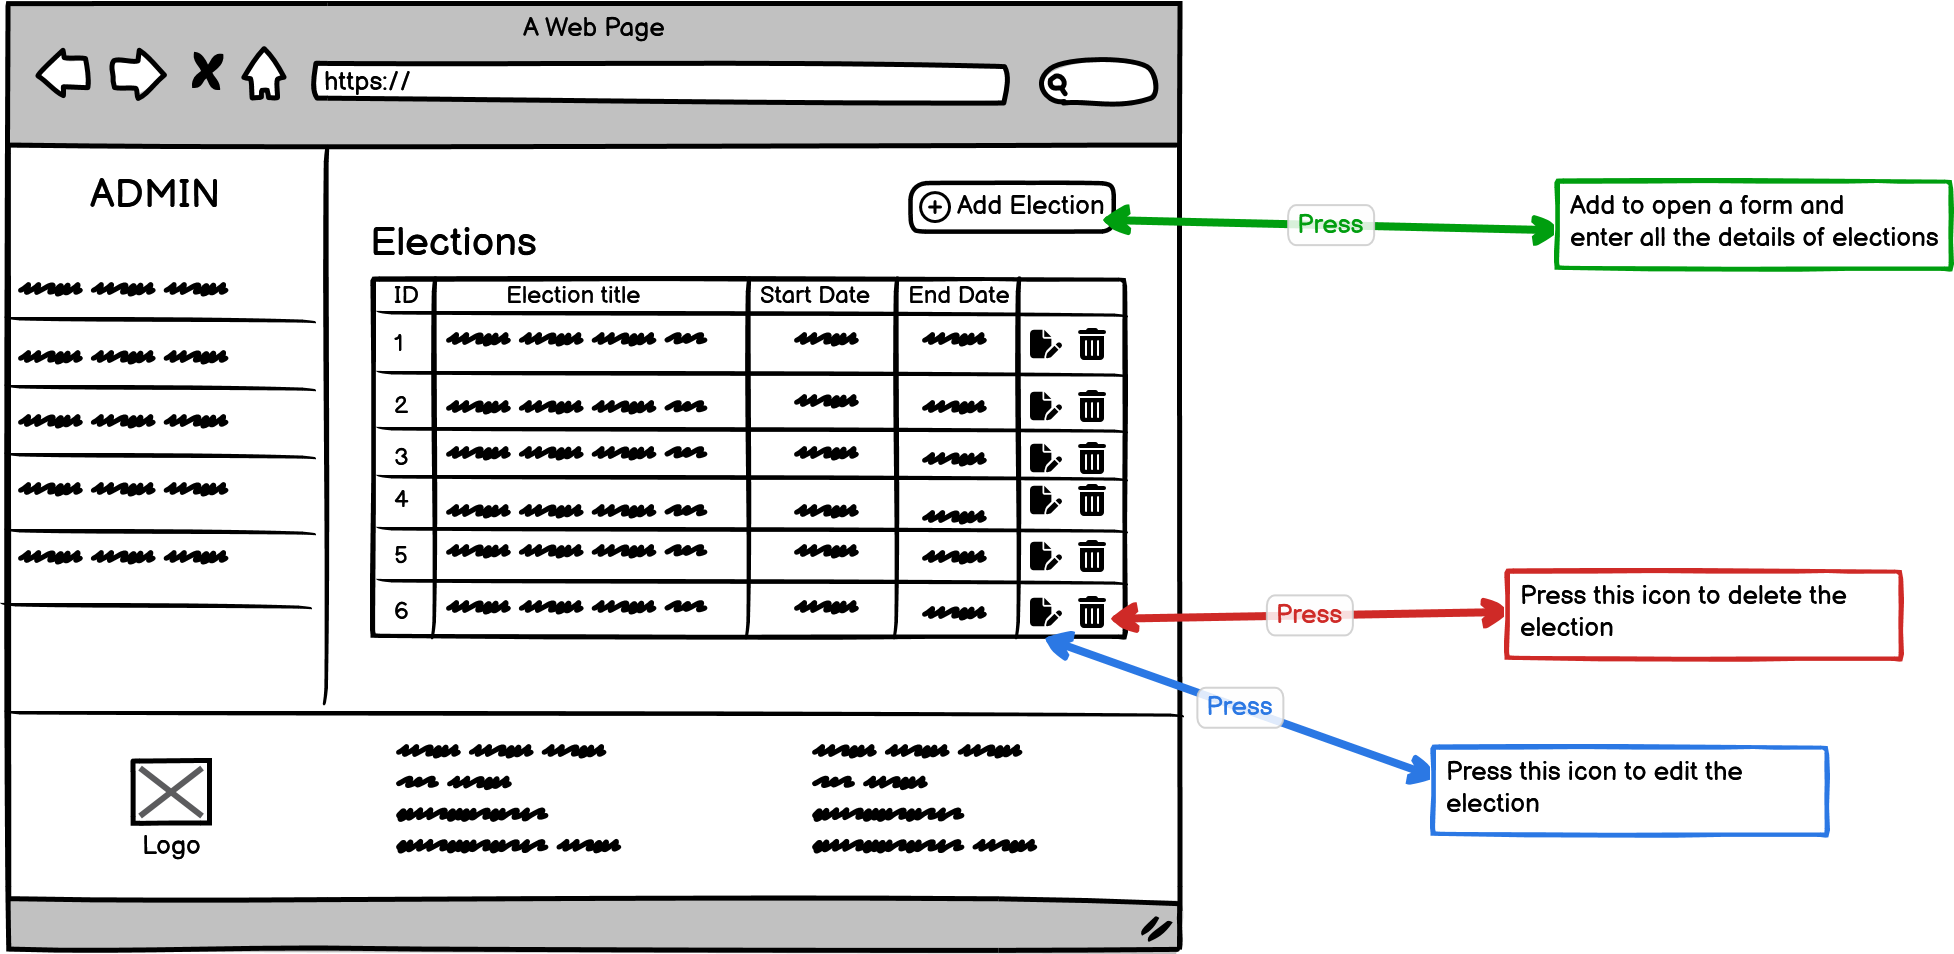 A Web Page
https://
ADMIN
Add Election
Press
Add to open a form and
enter all the details of elections
Elections
ID Election title Start Date End Date
1
2
3
4
5
6
Press
Press this icon to delete the
election
Press
Press this icon to edit the
election
Logo